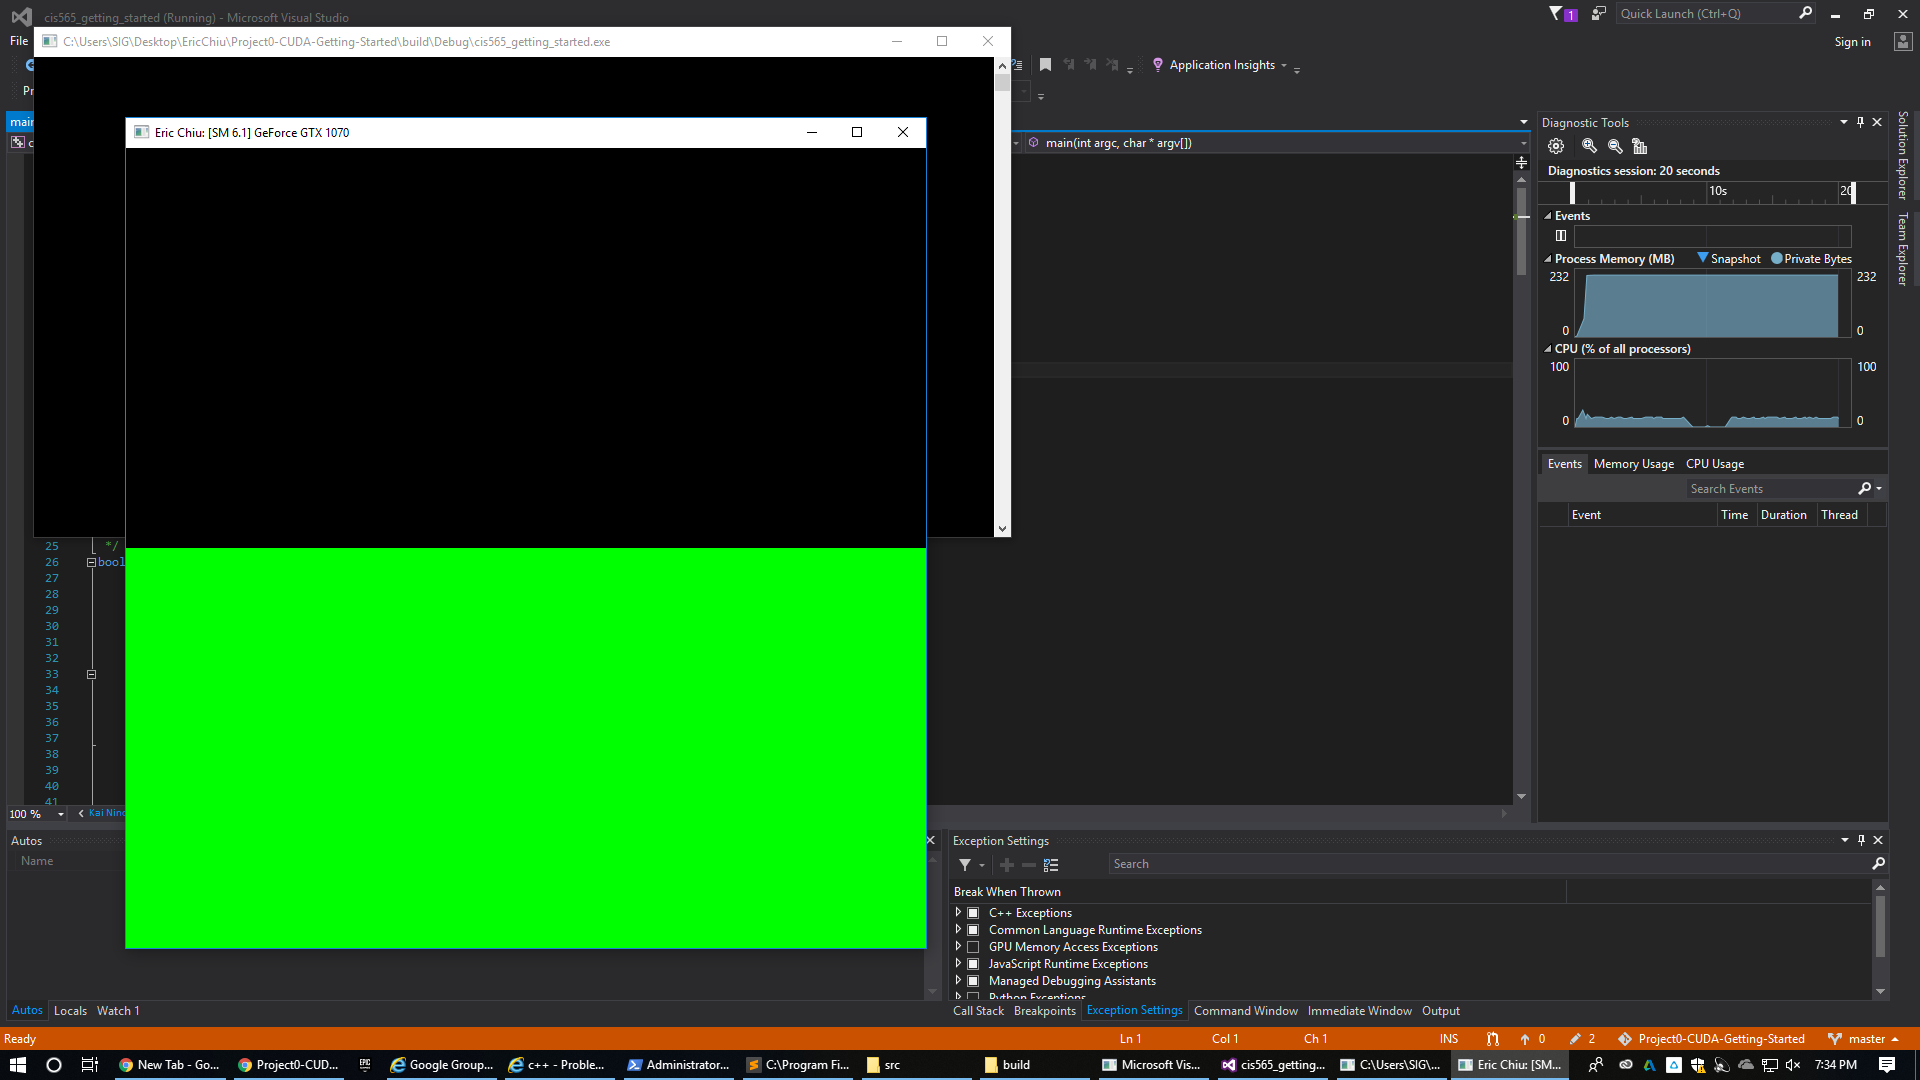 cis565_getting_started (Running) - Microsoft Visual Studio
1
Quick Launch (Ctrl+Q)
File
C:\Users\SIG\Desktop\EricChiu\Project0-CUDA-Getting-Started\build\Debug\cis565_getting_started.exe
Sign in
Application Insights
Eric Chiu: [SM 6.1] GeForce GTX 1070
main(int argc, char * argv[])
Diagnostic Tools
Diagnostics session: 20 seconds
10s
Events
Process Memory (MB)
Snapshot
Private Bytes
232
232
0
0
CPU (% of all processors)
100
100
0
0
Events Memory Usage CPU Usage
Search Events
Event Time Duration Thread
Solution Explorer
Team Explorer
25 */
26 bool
27
28
29
30
31
32
33
34
35
36
37
38
39
40
41
100 %
Autos
Name
Autos Locals Watch 1
Exception Settings
Search
Break When Thrown
C++ Exceptions
Common Language Runtime Exceptions
GPU Memory Access Exceptions
JavaScript Runtime Exceptions
Managed Debugging Assistants
Python Exceptions
Call Stack Breakpoints Exception Settings Command Window Immediate Window Output
Ready
Ln 1 Col 1 Ch 1 INS 0 2 Project0-CUDA-Getting-Started master
New Tab - Go... Project0-CUD... EPIC Google Group... c++ - Proble... Administrator... C:\Program Fi... src build Microsoft Vis... cis565_getting... C:\Users\SIG\... Eric Chiu: [SM... 7:34 PM